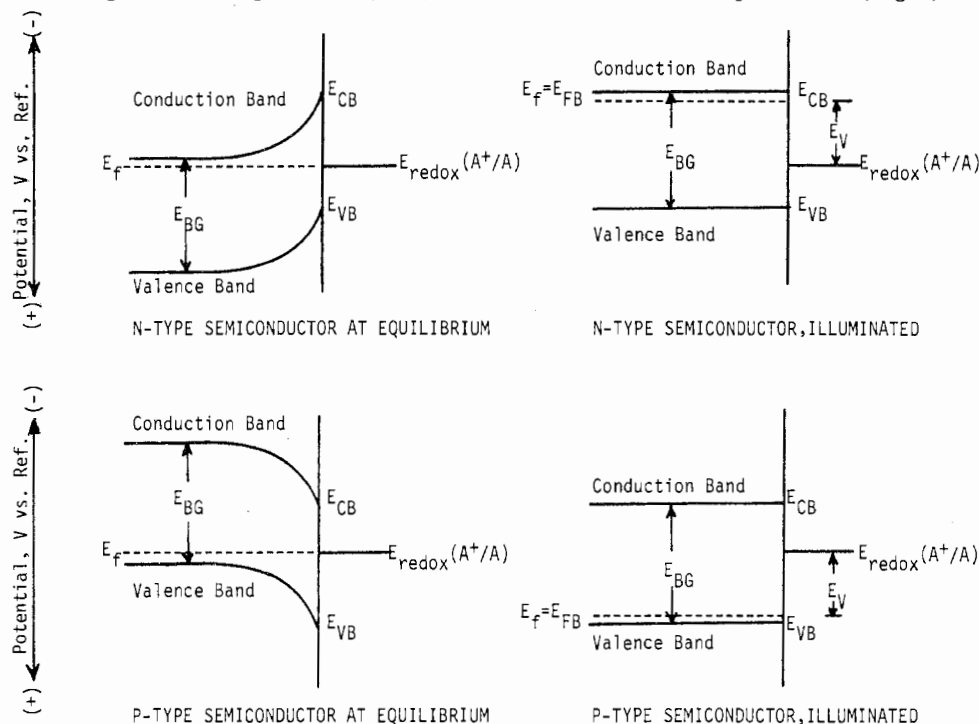 (+) Potential, V vs. Ref. (-)
Conduction Band
E_CB
E_f
E_redox(A⁺/A)
E_BG
E_VB
Valence Band
N-TYPE SEMICONDUCTOR AT EQUILIBRIUM
Conduction Band
E_f=E_FB
E_CB
E_V
E_BG
E_redox(A⁺/A)
E_VB
Valence Band
N-TYPE SEMICONDUCTOR,ILLUMINATED
(+) Potential, V vs. Ref. (-)
Conduction Band
E_BG
E_CB
E_f
E_redox(A⁺/A)
Valence Band
E_VB
P-TYPE SEMICONDUCTOR AT EQUILIBRIUM
Conduction Band
E_CB
E_redox(A⁺/A)
E_BG
E_V
E_f=E_FB
E_VB
Valence Band
P-TYPE SEMICONDUCTOR,ILLUMINATED